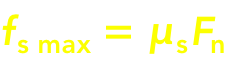 fs max = μsFn